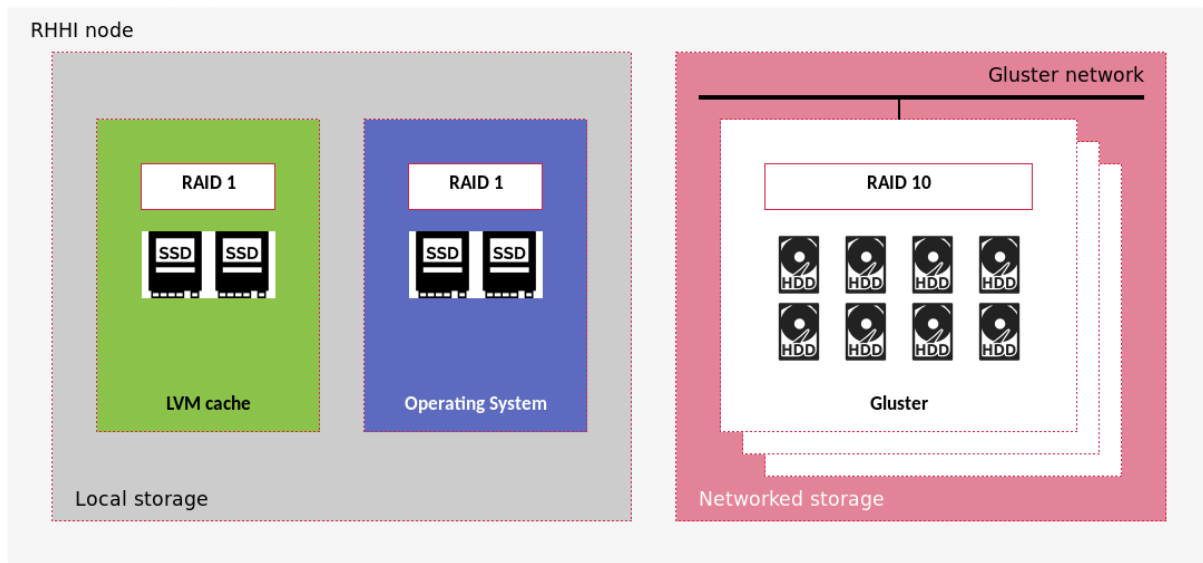 RHHI node
Gluster network
RAID 1
RAID 1
RAID 10
SSD SSD
SSD SSD
HDD HDD HDD HDD
HDD HDD HDD HDD
LVM cache
Operating System
Gluster
Local storage
Networked storage